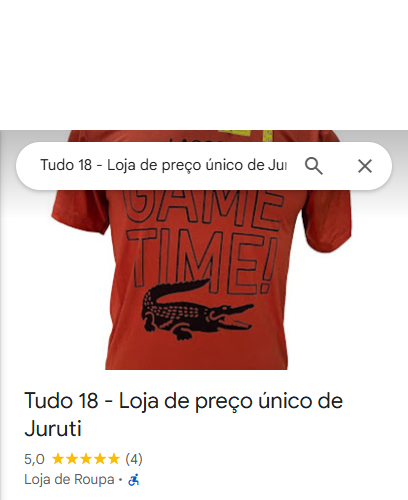 Tudo 18 - Loja de preço único de Jur
GAME
TIME!
Tudo 18 - Loja de preço único de
Juruti
5,0 (4)
Loja de Roupa ·